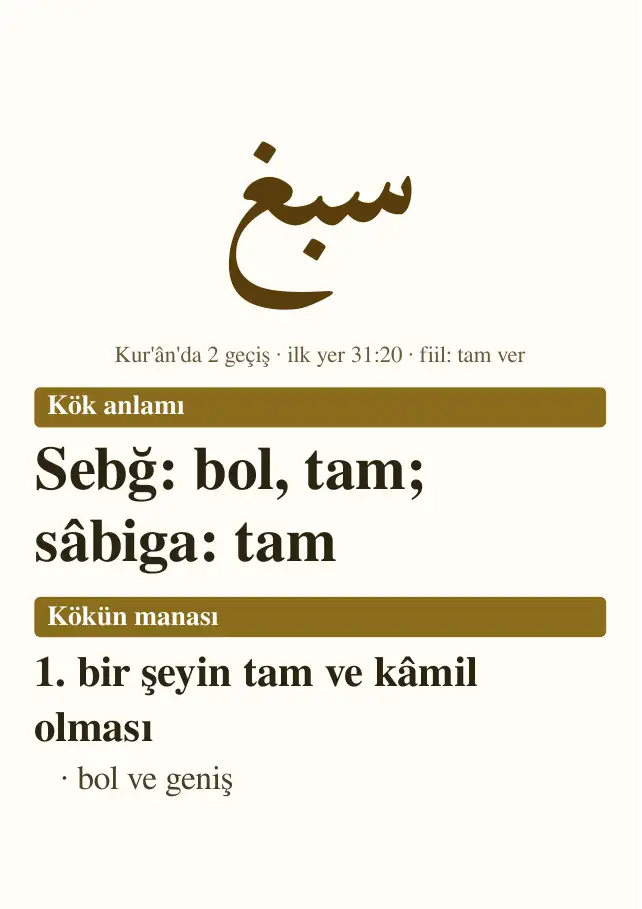 سبغ
Kur'ân'da 2 geçiş · ilk yer 31:20 · fiil: tam ver
Kök anlamı
Sebğ: bol, tam;
sâbiga: tam
Kökün manası
1. bir şeyin tam ve kâmil
olması
· bol ve geniş